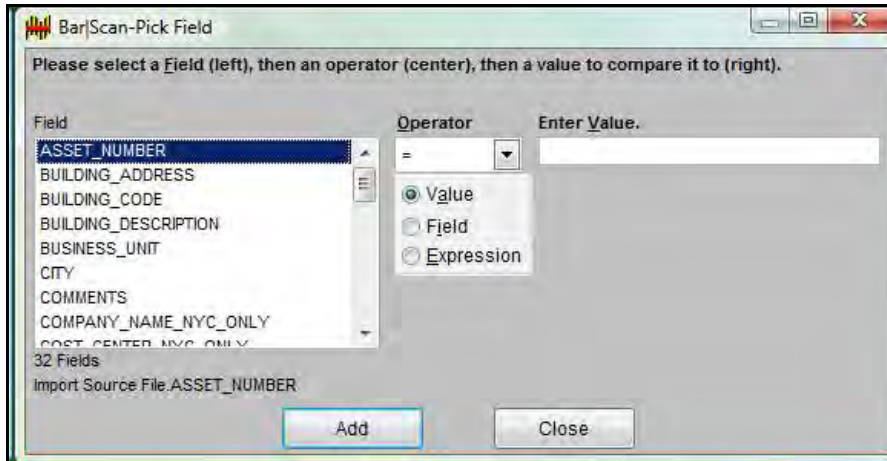 Bar|Scan-Pick Field
Please select a Field (left), then an operator (center), then a value to compare it to (right).
Field
Operator
Enter Value.
ASSET_NUMBER
=
BUILDING_ADDRESS
BUILDING_CODE
BUILDING_DESCRIPTION
BUSINESS_UNIT
CITY
COMMENTS
COMPANY_NAME_NYC_ONLY
COST_CENTER_NYC_ONLY
Value
Field
Expression
32 Fields
Import Source File.ASSET_NUMBER
Add
Close